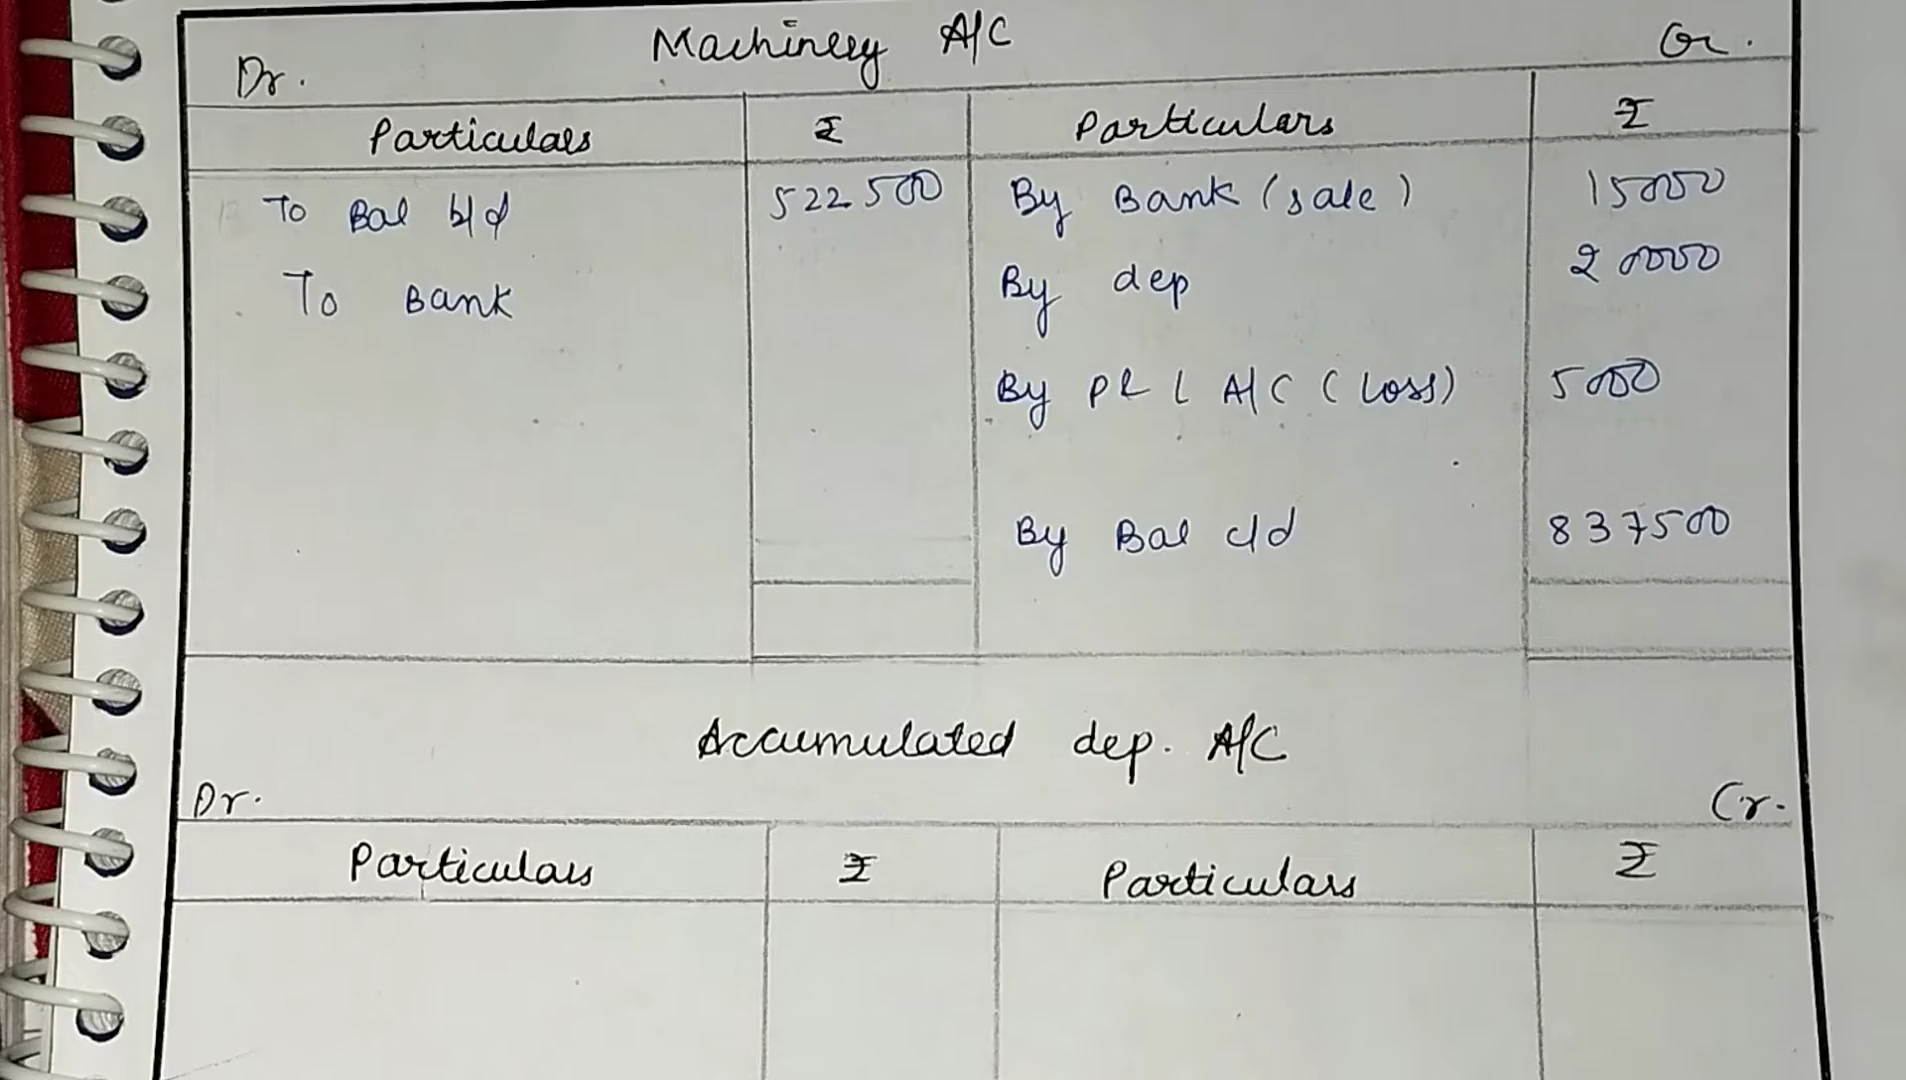 Machinery A/C
Dr. Cr.
Particulars ₹ Particulars ₹
To Bal b/d 522500 By Bank (sale) 15000
To Bank By dep 20000
By P&L A/C (Loss) 5000
By Bal c/d 837500
Accumulated dep. A/C
Dr. Cr.
Particulars ₹ Particulars ₹